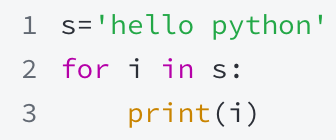 1 s='hello python'
2 for i in s:
3     print(i)